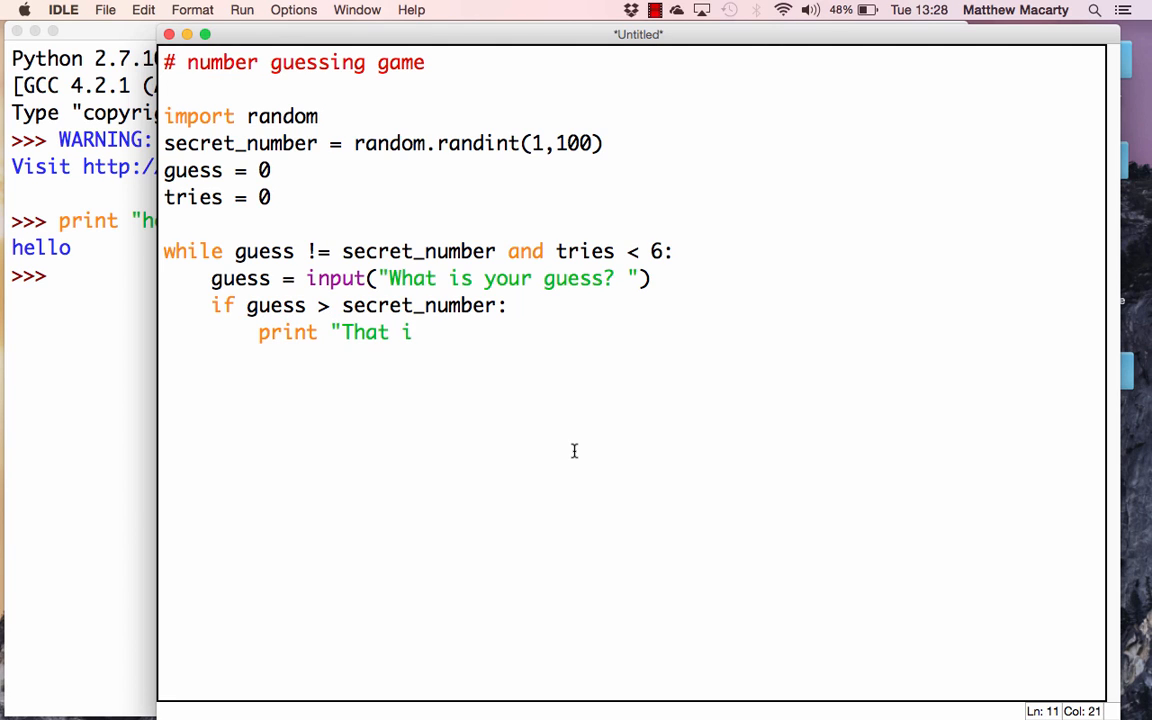 IDLE File Edit Format Run Options Window Help 48% Tue 13:28 Matthew Macarty
*Untitled*
Python 2.7.10
[GCC 4.2.1 (
Type "copyri
>>> WARNING:
Visit http:/
>>> print "h
hello
>>>
# number guessing game
import random
secret_number = random.randint(1,100)
guess = 0
tries = 0
while guess != secret_number and tries < 6:
    guess = input("What is your guess? ")
    if guess > secret_number:
        print "That i
Ln: 11 Col: 21